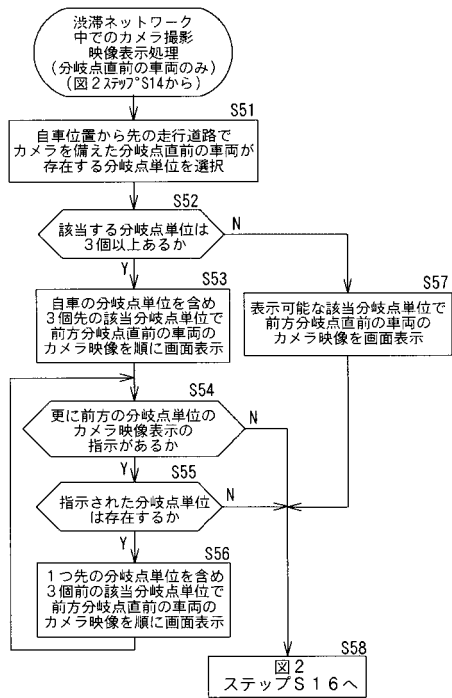 渋滞ネットワーク
中でのカメラ撮影
映像表示処理
(分岐点直前の車両のみ)
(図2ステップS14から)
S51
自車位置から先の走行道路で
カメラを備えた分岐点直前の車両が
存在する分岐点単位を選択
S52
該当する分岐点単位は
3個以上あるか
N
Y
S53
自車の分岐点単位を含め
3個先の該当分岐点単位で
前方分岐点直前の車両の
カメラ映像を順に画面表示
S57
表示可能な該当分岐点単位で
前方分岐点直前の車両の
カメラ映像を画面表示
S54
更に前方の分岐点単位の
カメラ映像表示の
指示があるか
N
Y
S55
指示された分岐点単位
は存在するか
N
Y
S56
1つ先の分岐点単位を含め
3個前の該当分岐点単位で
前方分岐点直前の車両の
カメラ映像を順に画面表示
S58
図2
ステップS16へ